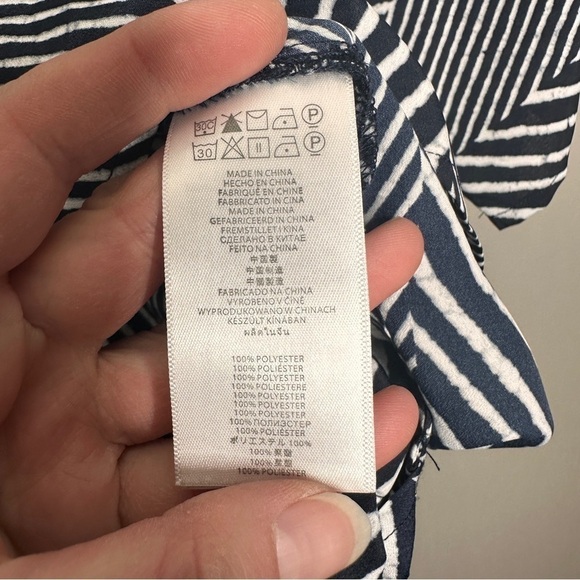 30C P
30 P
MADE IN CHINA
HECHO EN CHINA
FABRIQUÉ EN CHINE
FABBRICATO IN CINA
MADE IN CHINA
GEFABRICEERD IN CHINA
FREMSTILLET I KINA
СДЕЛАНО В КИТАЕ
FEITO NA CHINA
中国製
中国制造
中國製造
FABRICADO NA CHINA
VYROBENO V ČÍNĚ
WYPRODUKOWANO W CHINACH
KÉSZÜLT KÍNÁBAN
ผลิตในจีน
100% POLYESTER
100% POLIÉSTER
100% POLYESTER
100% POLIESTERE
100% POLYESTER
100% POLYESTER
100% POLYESTER
100% ПОЛИЭСТЕР
100% POLIÉSTER
ポリエステル 100%
100%
100%
100% POLIÉSTER